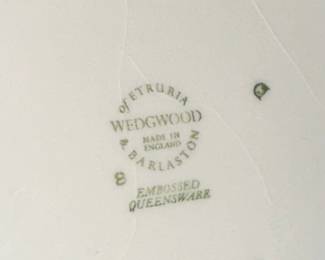 of ETRURIA
WEDGWOOD
MADE IN
ENGLAND
& BARLASTON
8
EMBOSSED
QUEENSWARE